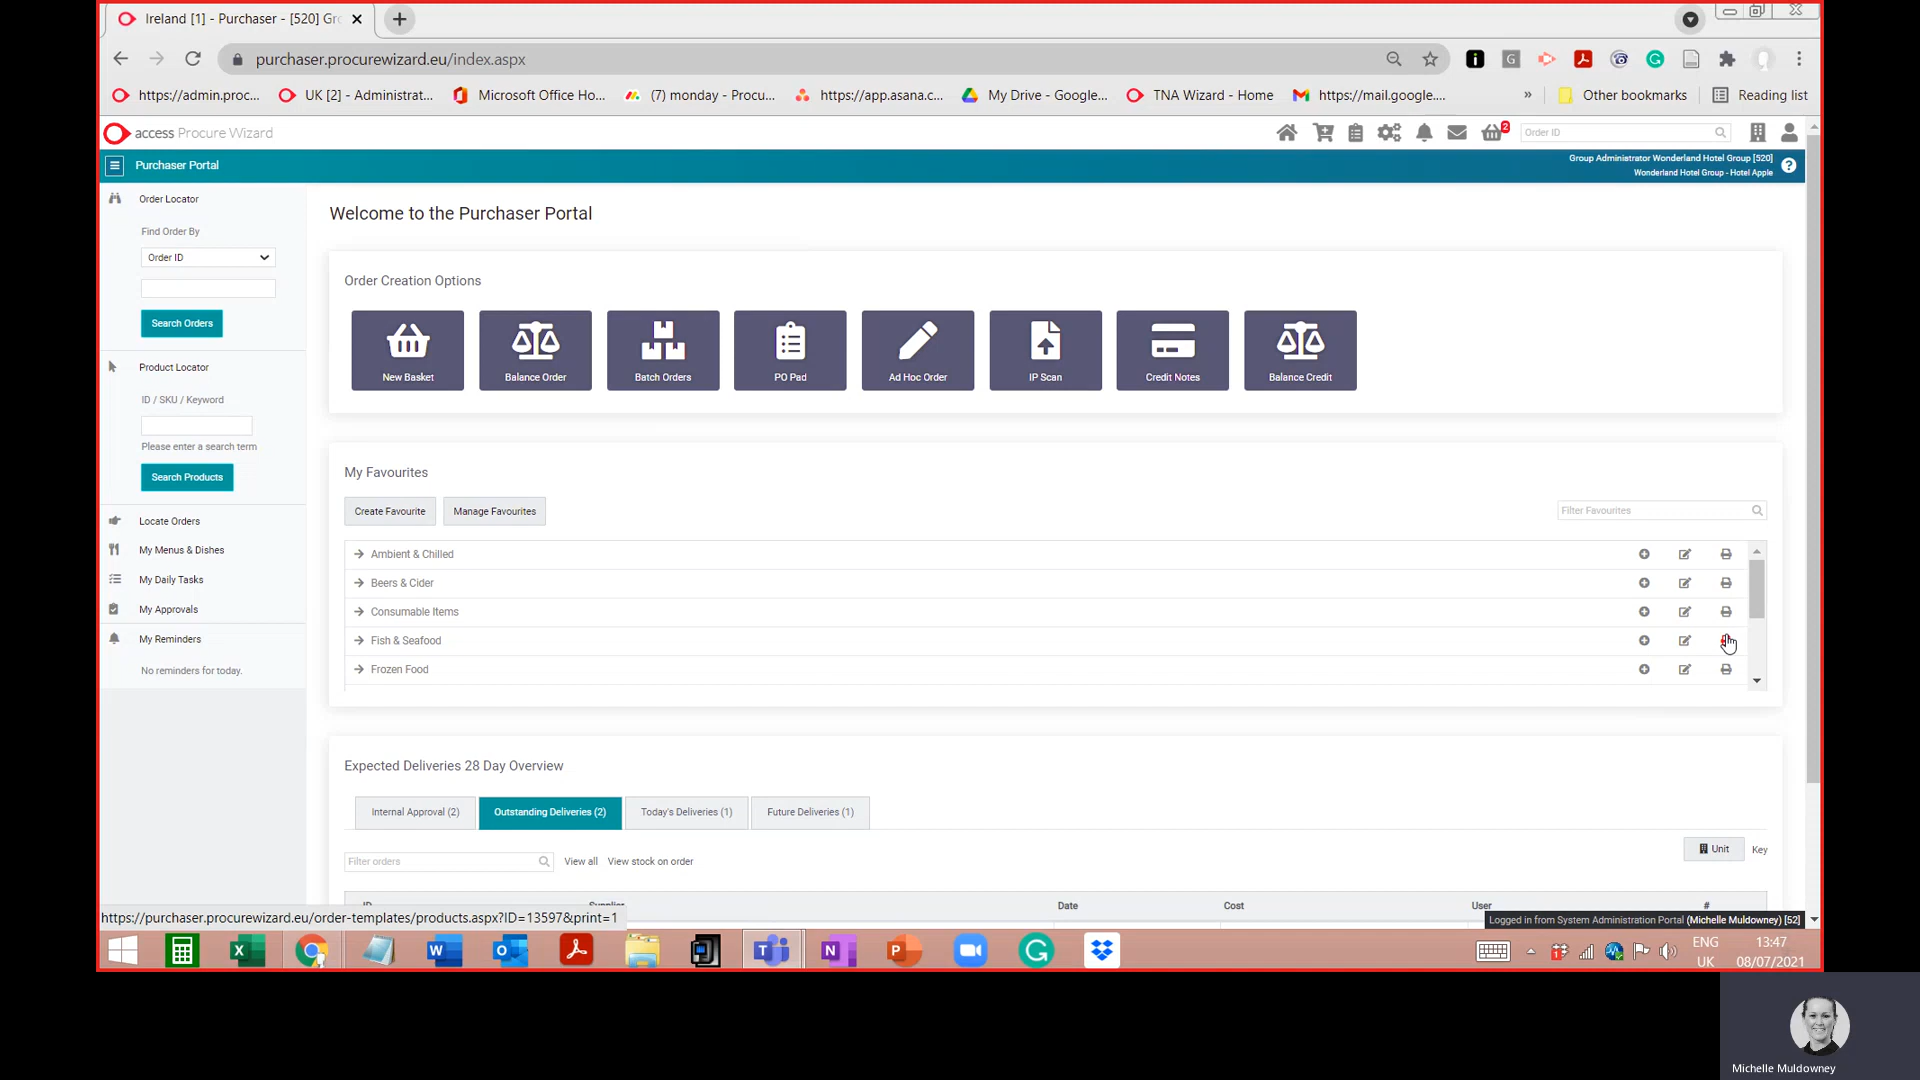 Ireland [1] - Purchaser - [520] Gr
purchaser.procurewizard.eu/index.aspx
https://admin.proc...
UK [2] - Administrat...
Microsoft Office Ho...
(7) monday - Procu...
https://app.asana.c...
My Drive - Google...
TNA Wizard - Home
https://mail.google....
»
Other bookmarks
Reading list
access Procure Wizard
2
Order ID
Purchaser Portal
Group Administrator Wonderland Hotel Group [520]
Wonderland Hotel Group - Hotel Apple
Order Locator
Find Order By
Order ID
Search Orders
Product Locator
ID / SKU / Keyword
Please enter a search term
Search Products
Locate Orders
My Menus & Dishes
My Daily Tasks
My Approvals
My Reminders
No reminders for today.
Welcome to the Purchaser Portal
Order Creation Options
New Basket
Balance Order
Batch Orders
PO Pad
Ad Hoc Order
IP Scan
Credit Notes
Balance Credit
My Favourites
Create Favourite
Manage Favourites
Filter Favourites
Ambient & Chilled
Beers & Cider
Consumable Items
Fish & Seafood
Frozen Food
Expected Deliveries 28 Day Overview
Internal Approval (2)
Outstanding Deliveries (2)
Today's Deliveries (1)
Future Deliveries (1)
Filter orders
View all
View stock on order
Unit
Key
ID
Supplier
Date
Cost
User
#
https://purchaser.procurewizard.eu/order-templates/products.aspx?ID=13597&print=1
Logged in from System Administration Portal (Michelle Muldowney) [52]
ENG
UK
13:47
08/07/2021
Michelle Muldowney